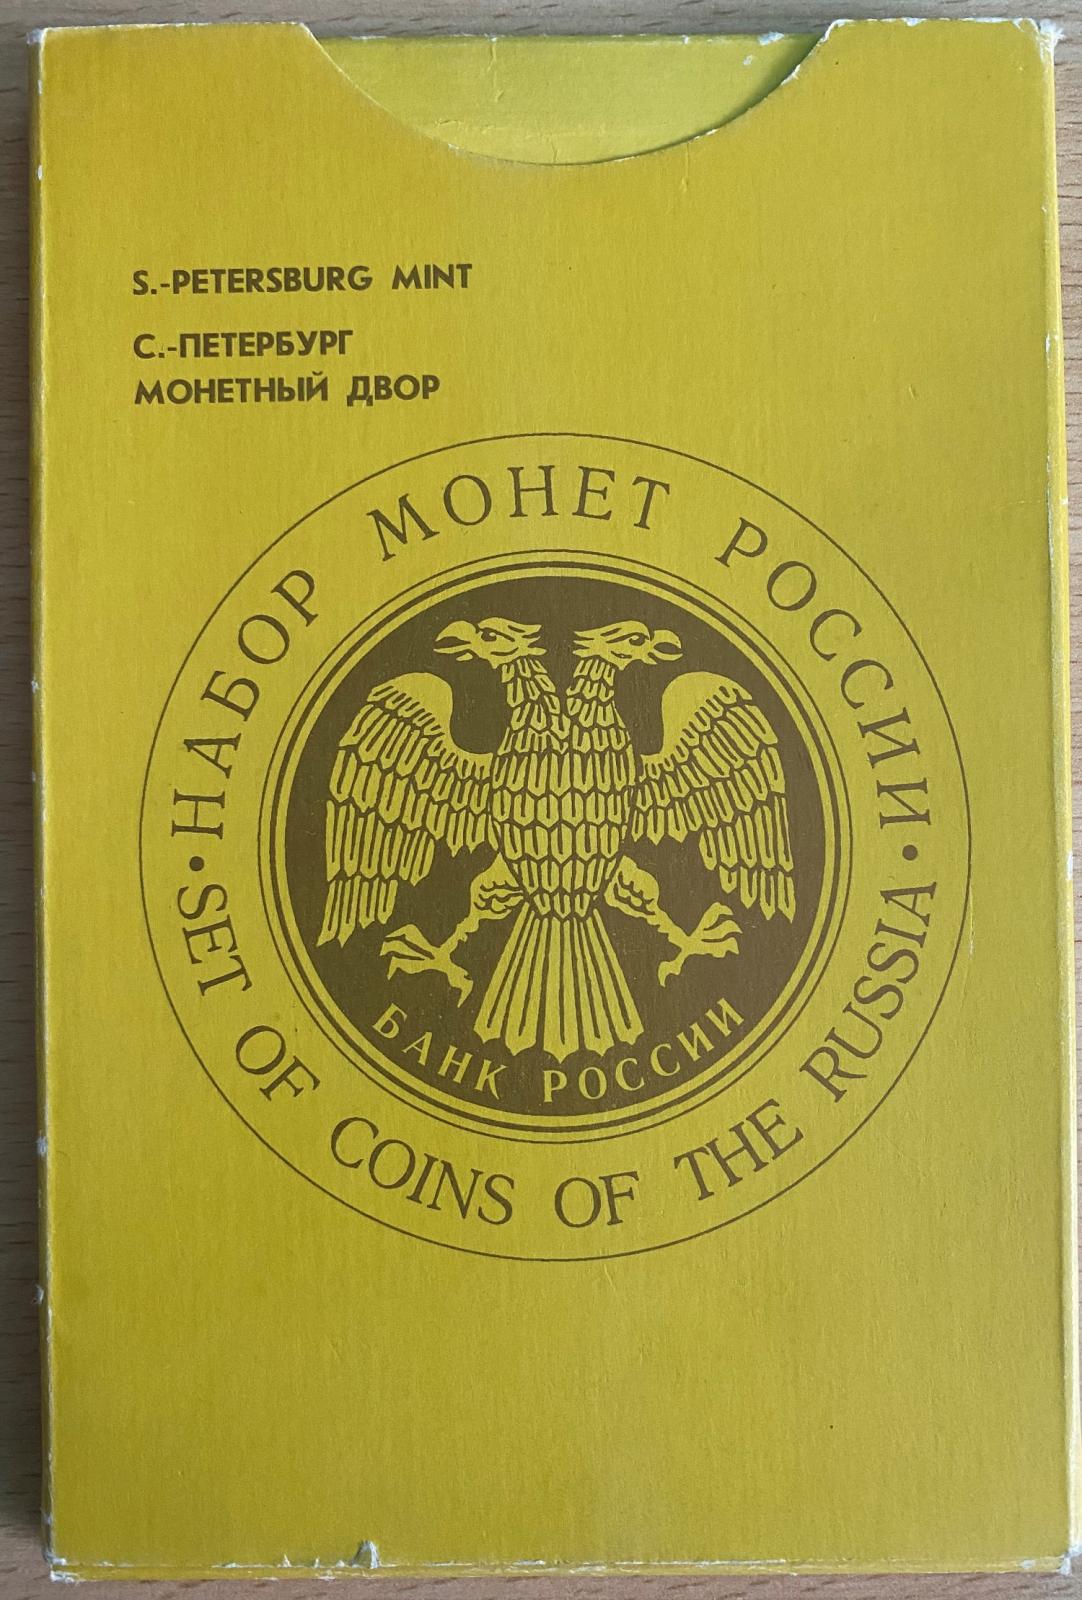 S.-PETERSBURG MINT
С.-ПЕТЕРБУРГ
МОНЕТНЫЙ ДВОР
НАБОР МОНЕТ РОССИИ
БАНК РОССИИ
SET OF COINS OF THE RUSSIA